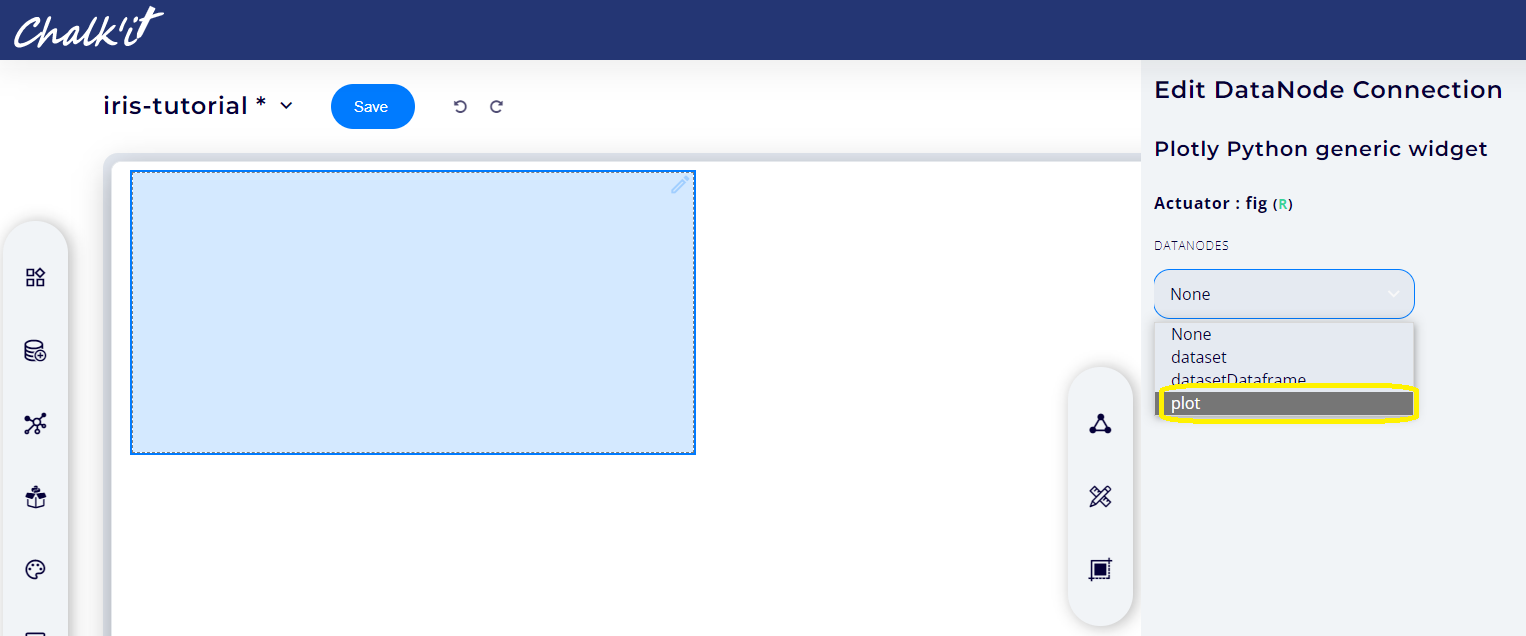 Chalk'it
iris-tutorial *
Save
Edit DataNode Connection
Plotly Python generic widget
Actuator : fig (R)
DATANODES
None
None
dataset
datasetDataframe
plot